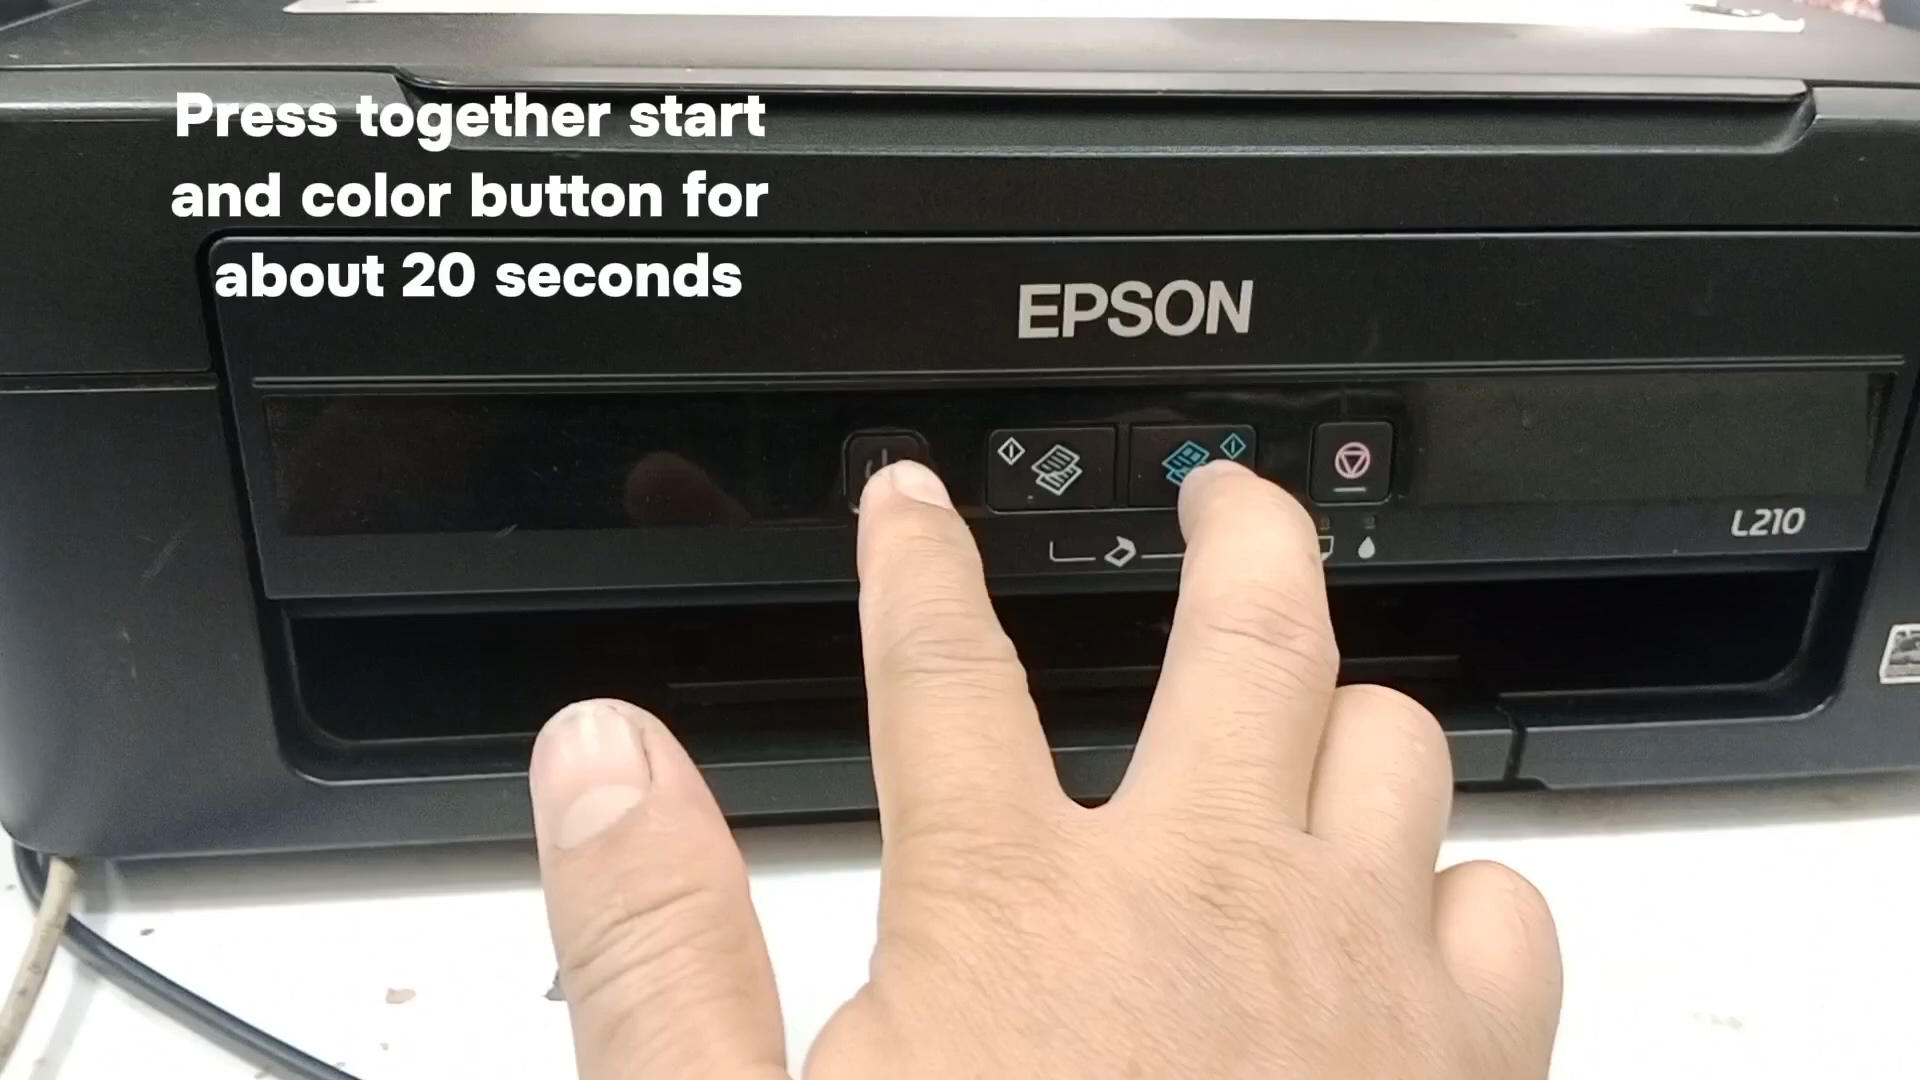 Press together start
and color button for
about 20 seconds
EPSON
L210